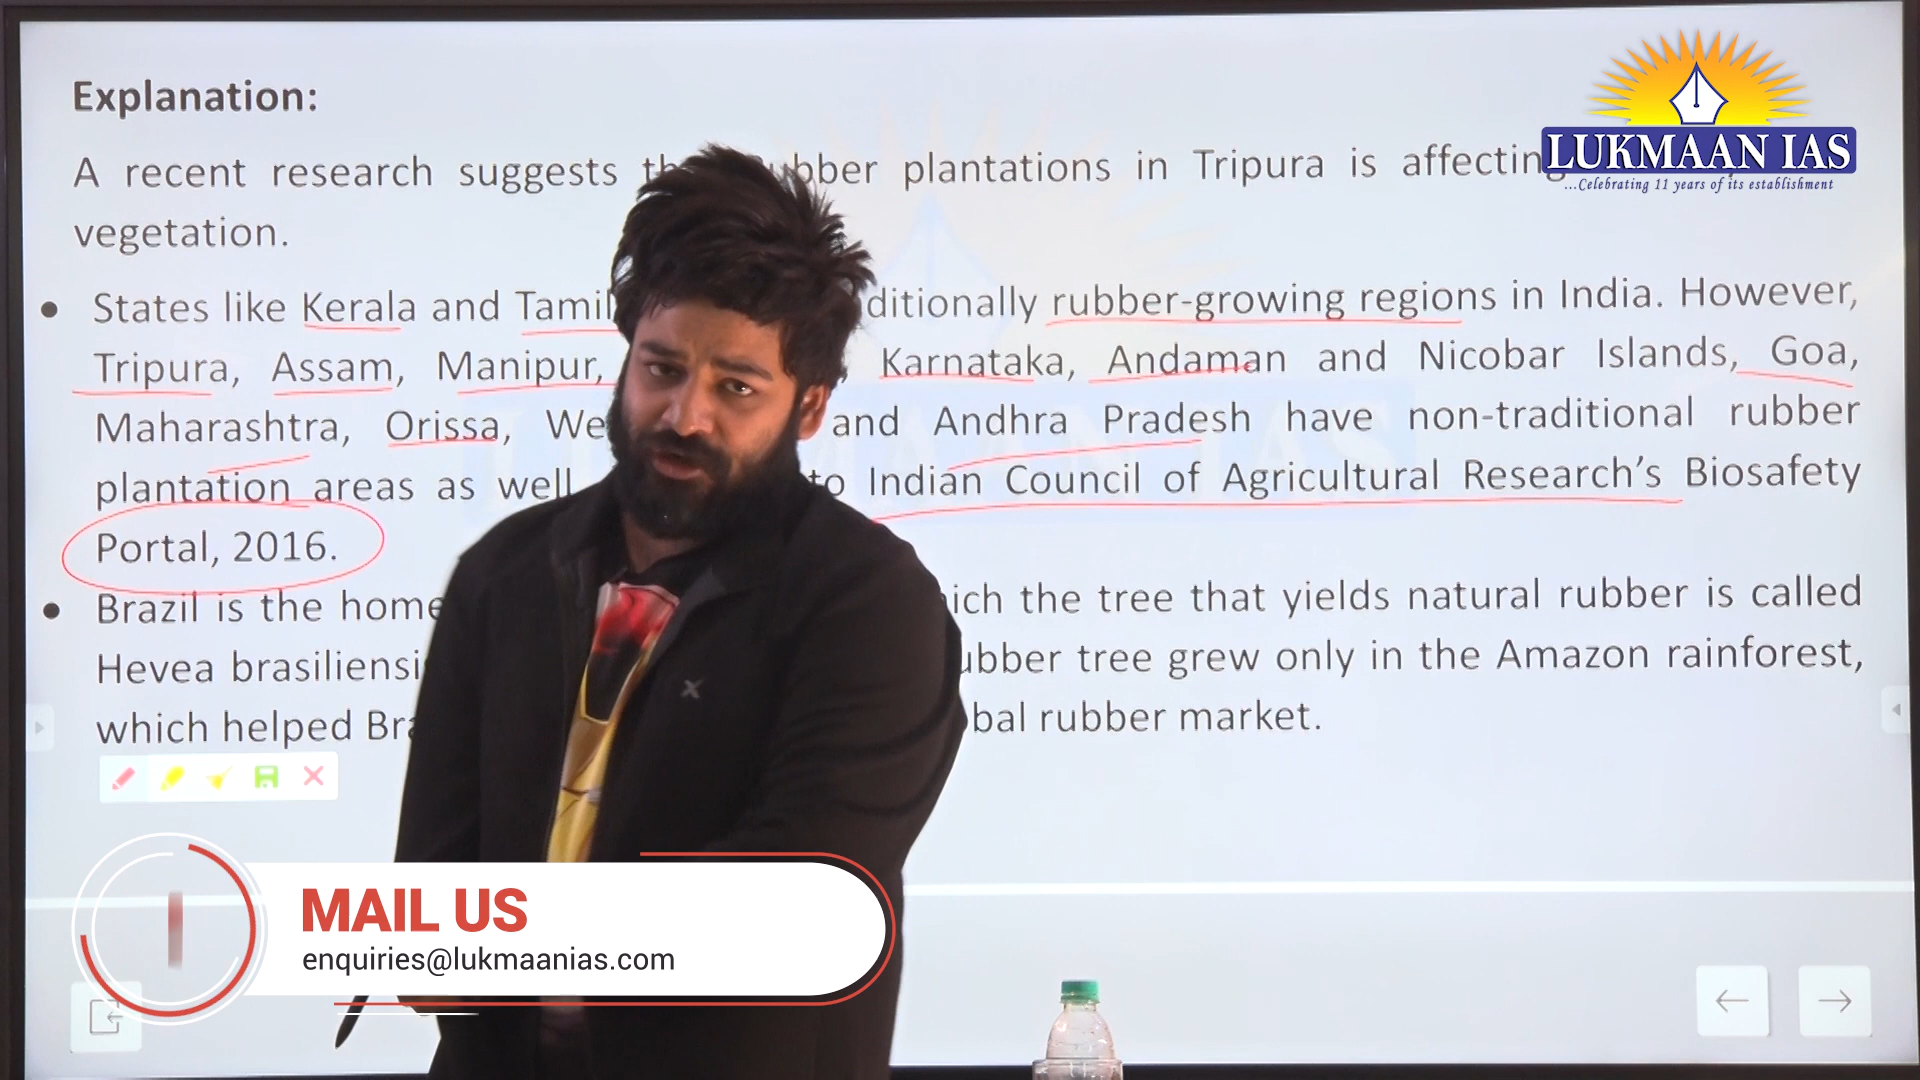 Explanation:
A recent research suggests rubber plantations in Tripura is affecting
vegetation.
States like Kerala and Tamil ditionally rubber-growing regions in India. However,
Tripura, Assam, Manipur, Karnataka, Andaman and Nicobar Islands, Goa,
Maharashtra, Orissa, We and Andhra Pradesh have non-traditional rubber
plantation areas as well to Indian Council of Agricultural Research's Biosafety
Portal, 2016.
Brazil is the home ich the tree that yields natural rubber is called
Hevea brasiliensi ubber tree grew only in the Amazon rainforest,
which helped Bra bal rubber market.
LUKMAAN IAS
...Celebrating 11 years of its establishment
MAIL US
enquiries@lukmaanias.com